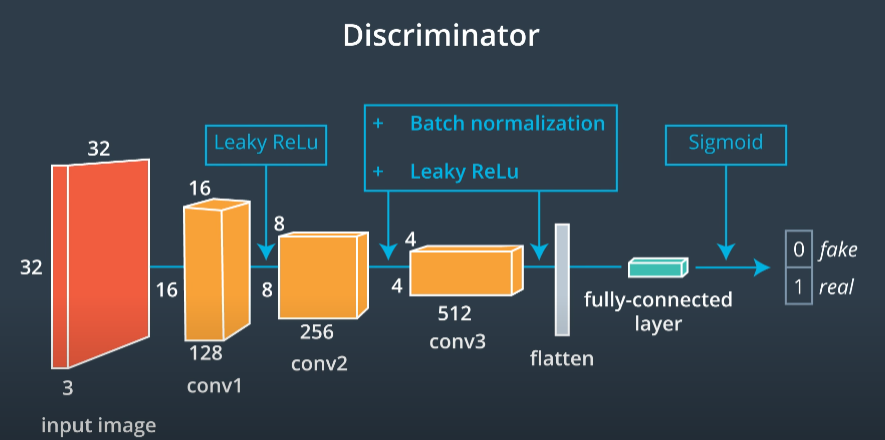 Discriminator
32
Leaky ReLu
+ Batch normalization
+ Leaky ReLu
Sigmoid
16
8
4
32
16
8
4
0 fake
1 real
3
128
256
512
fully-connected
layer
conv1
conv2
conv3
flatten
input image